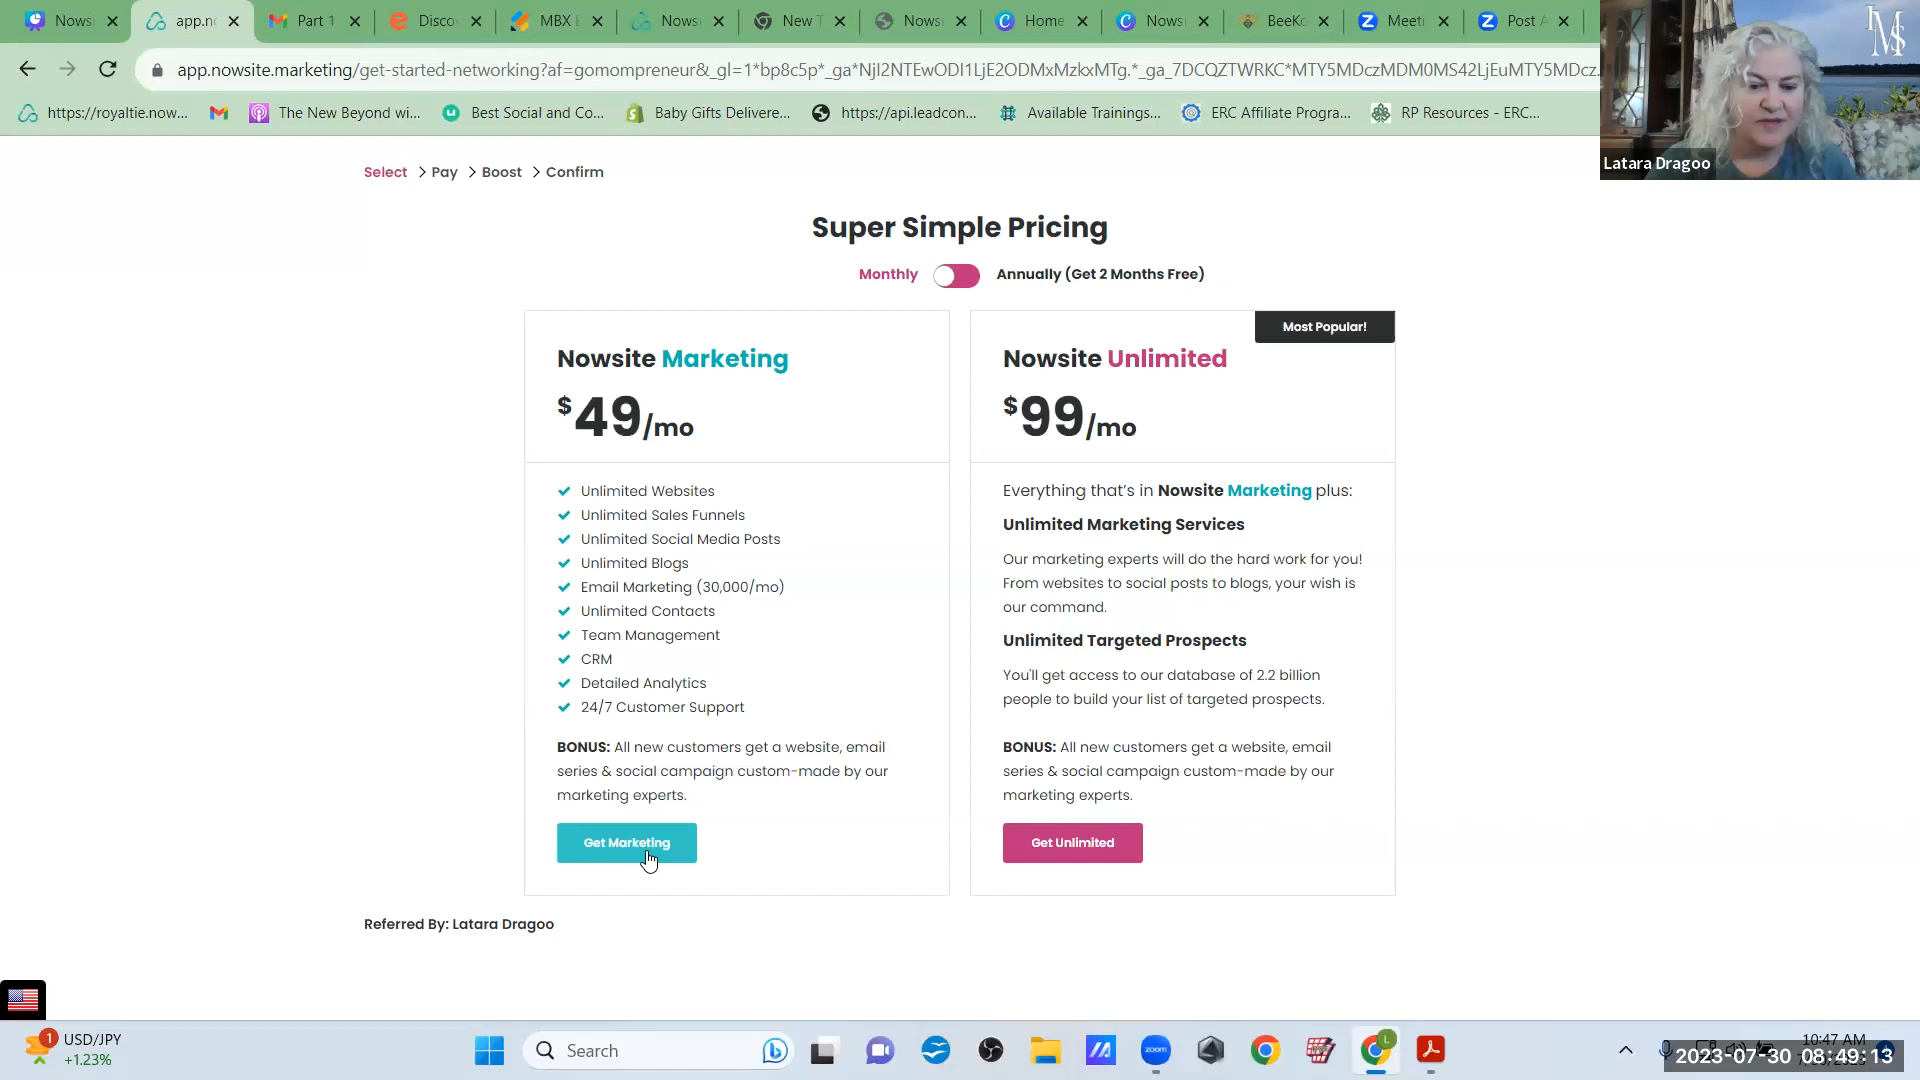 Nows
app.n
Part 1
Disco
MBX E
Nows
New T
Nows
Home
Nows
BeeKo
Meeti
Post A
app.nowsite.marketing/get-started-networking?af=gomompreneur&_gl=1*bp8c5p*_ga*NjI2NTEwODI1LjE2ODMxMzkxMTg.*_ga_7DCQZTWRKC*MTY5MDczMDM0MS42LjEuMTY5MDcz.
https://royaltie.now...
The New Beyond wi...
Best Social and Co...
Baby Gifts Delivere...
https://api.leadcon...
Available Trainings...
ERC Affiliate Progra...
RP Resources - ERC...
Latara Dragoo
Select > Pay > Boost > Confirm
Super Simple Pricing
Monthly Annually (Get 2 Months Free)
Nowsite Marketing
$49/mo
Unlimited Websites
Unlimited Sales Funnels
Unlimited Social Media Posts
Unlimited Blogs
Email Marketing (30,000/mo)
Unlimited Contacts
Team Management
CRM
Detailed Analytics
24/7 Customer Support
BONUS: All new customers get a website, email
series & social campaign custom-made by our
marketing experts.
Get Marketing
Most Popular!
Nowsite Unlimited
$99/mo
Everything that's in Nowsite Marketing plus:
Unlimited Marketing Services
Our marketing experts will do the hard work for you!
From websites to social posts to blogs, your wish is
our command.
Unlimited Targeted Prospects
You'll get access to our database of 2.2 billion
people to build your list of targeted prospects.
BONUS: All new customers get a website, email
series & social campaign custom-made by our
marketing experts.
Get Unlimited
Referred By: Latara Dragoo
1
USD/JPY
+1.23%
Search
zoom
L
10:47 AM
2023-07-30 08:49:13